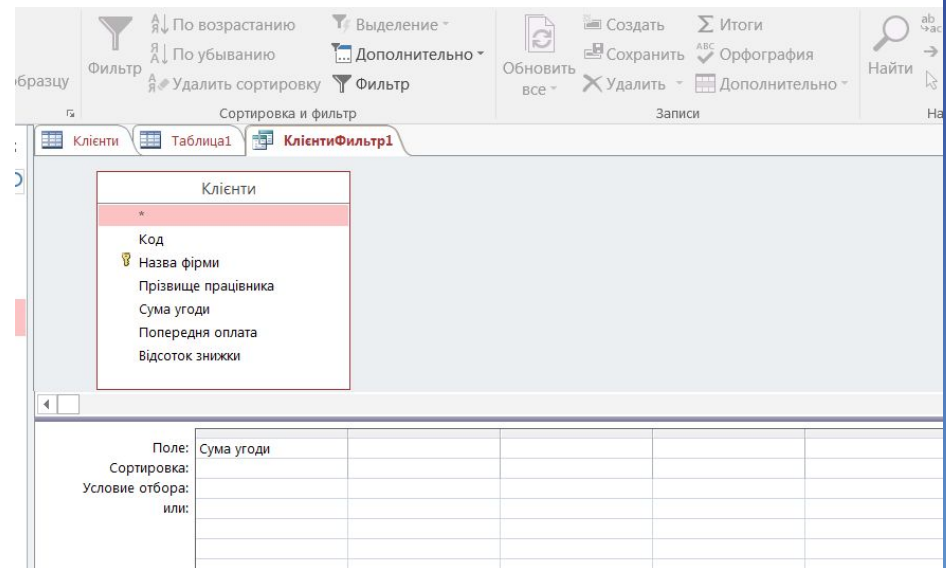 По возрастанию
По убыванию
Удалить сортировку
Фильтр
Выделение
Дополнительно
Фильтр
Сортировка и фильтр
Обновить
все
Создать
Сохранить
Удалить
Итоги
Орфография
Дополнительно
Записи
Найти
Клієнти
Таблица1
КлієнтиФильтр1
Клієнти
*
Код
Назва фірми
Прізвище працівника
Сума угоди
Попередня оплата
Відсоток знижки
Поле: Сума угоди
Сортировка:
Условие отбора:
или: